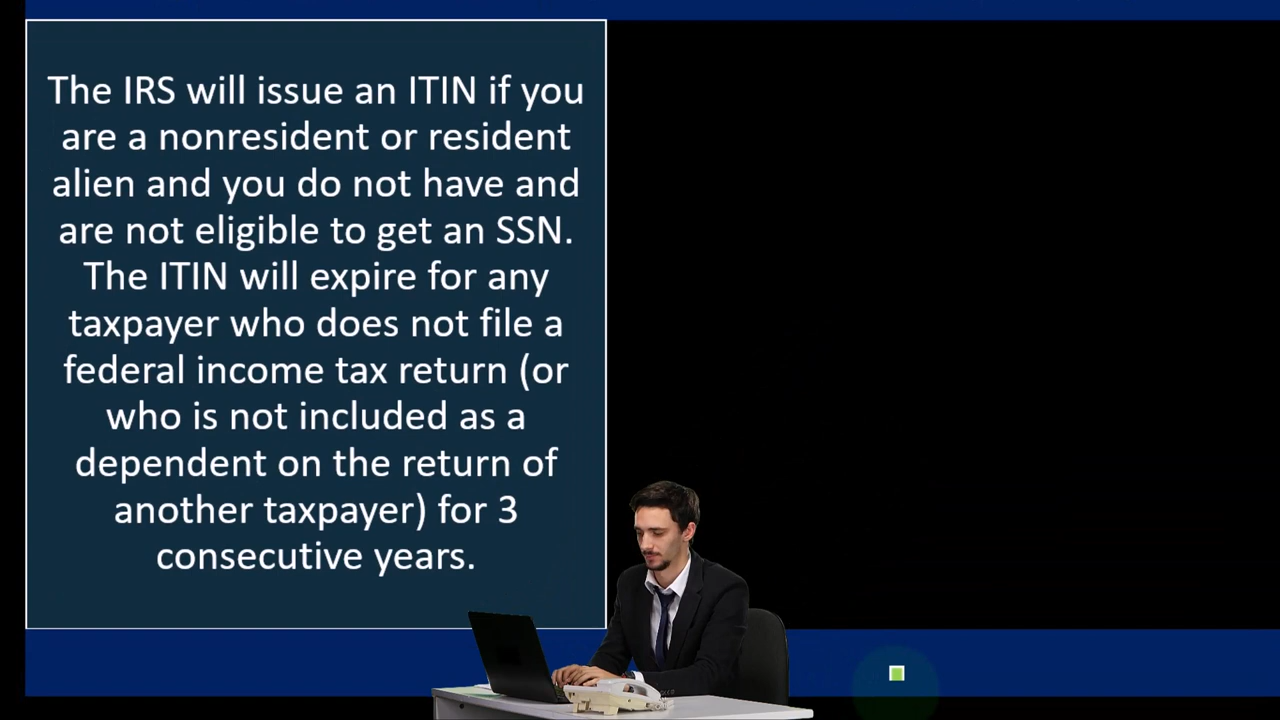 The IRS will issue an ITIN if you
are a nonresident or resident
alien and you do not have and
are not eligible to get an SSN.
The ITIN will expire for any
taxpayer who does not file a
federal income tax return (or
who is not included as a
dependent on the return of
another taxpayer) for 3
consecutive years.